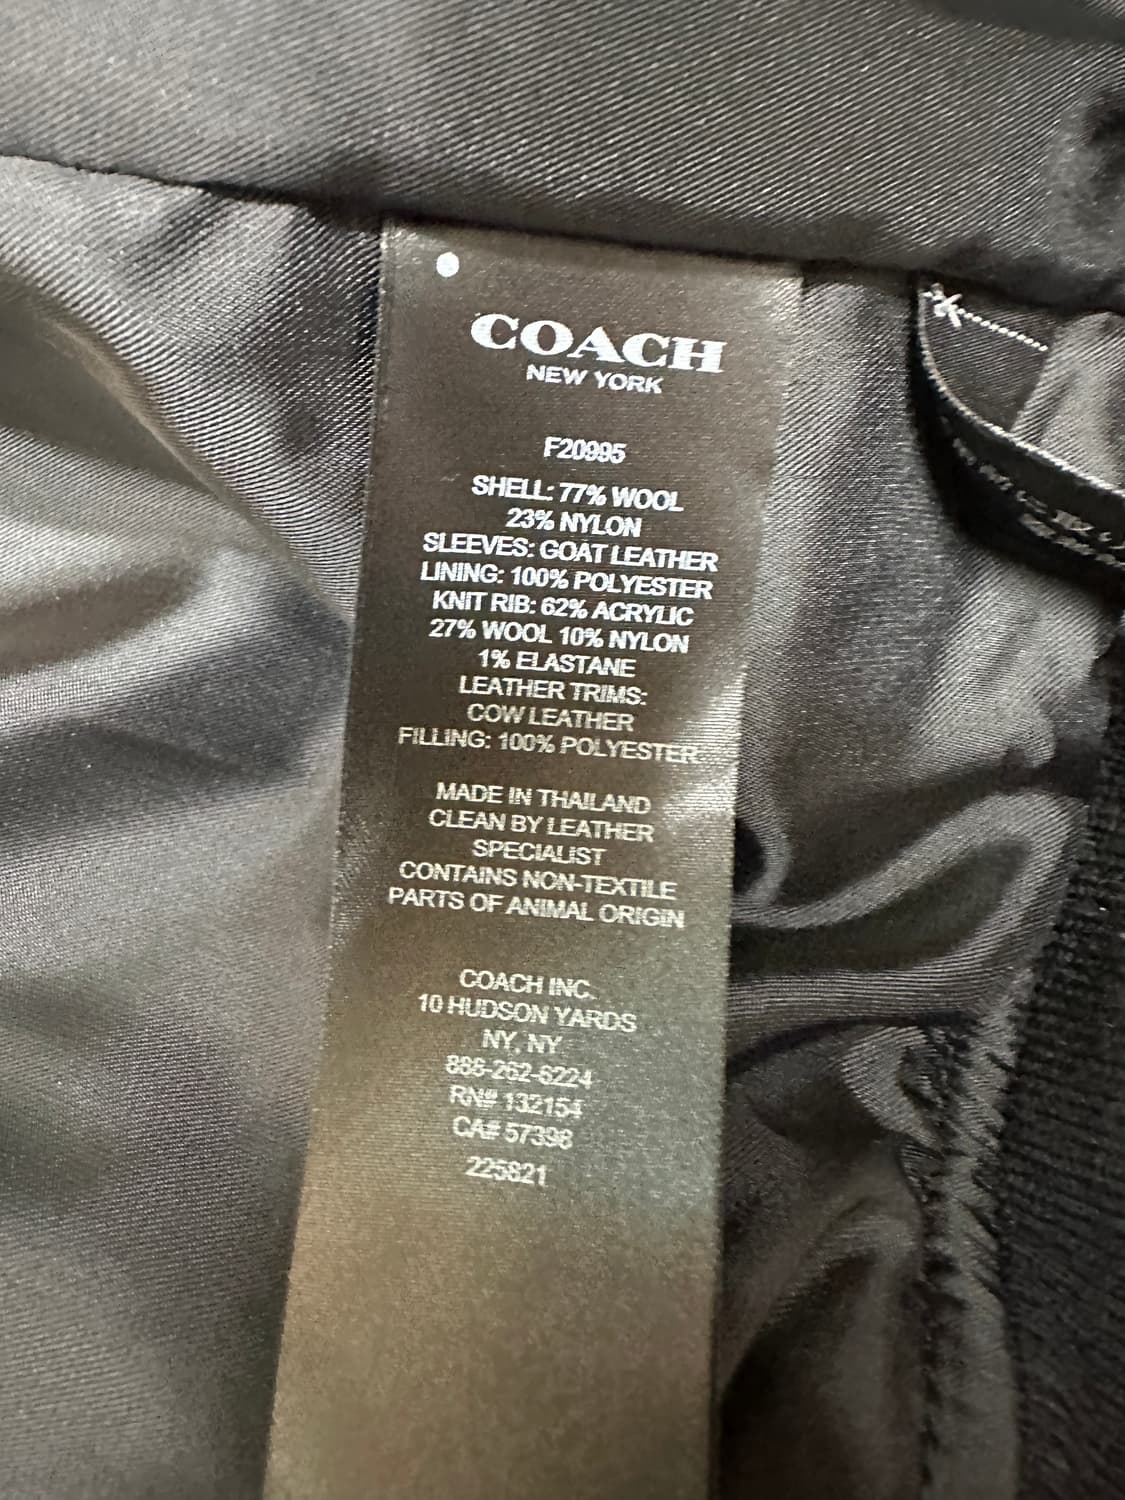 COACH
NEW YORK
F20995
SHELL: 77% WOOL
23% NYLON
SLEEVES: GOAT LEATHER
LINING: 100% POLYESTER
KNIT RIB: 62% ACRYLIC
27% WOOL 10% NYLON
1% ELASTANE
LEATHER TRIMS:
COW LEATHER
FILLING: 100% POLYESTER
MADE IN THAILAND
CLEAN BY LEATHER
SPECIALIST
CONTAINS NON-TEXTILE
PARTS OF ANIMAL ORIGIN
COACH INC.
10 HUDSON YARDS
NY, NY
888-262-6224
RN# 132154
CA# 57398
225821